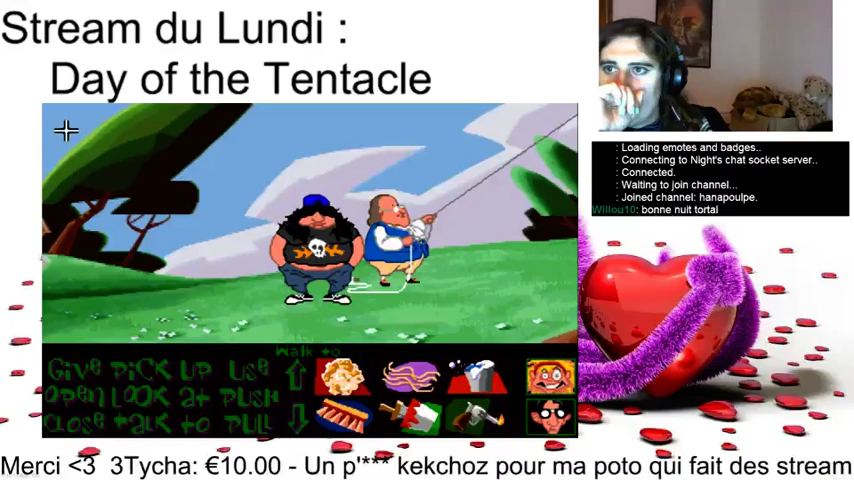 Stream du Lundi :
Day of the Tentacle
: Loading emotes and badges..
: Connecting to Night's chat socket server..
: Connected.
: Waiting to join channel...
: Joined channel: hanapoulpe.
Willou10: bonne nuit tortal
Walk to
Give Pick up Use
Open Look at Push
Close Talk to Pull
Merci <3 3Tycha: €10.00 - Un p'*** kekchoz pour ma poto qui fait des stream